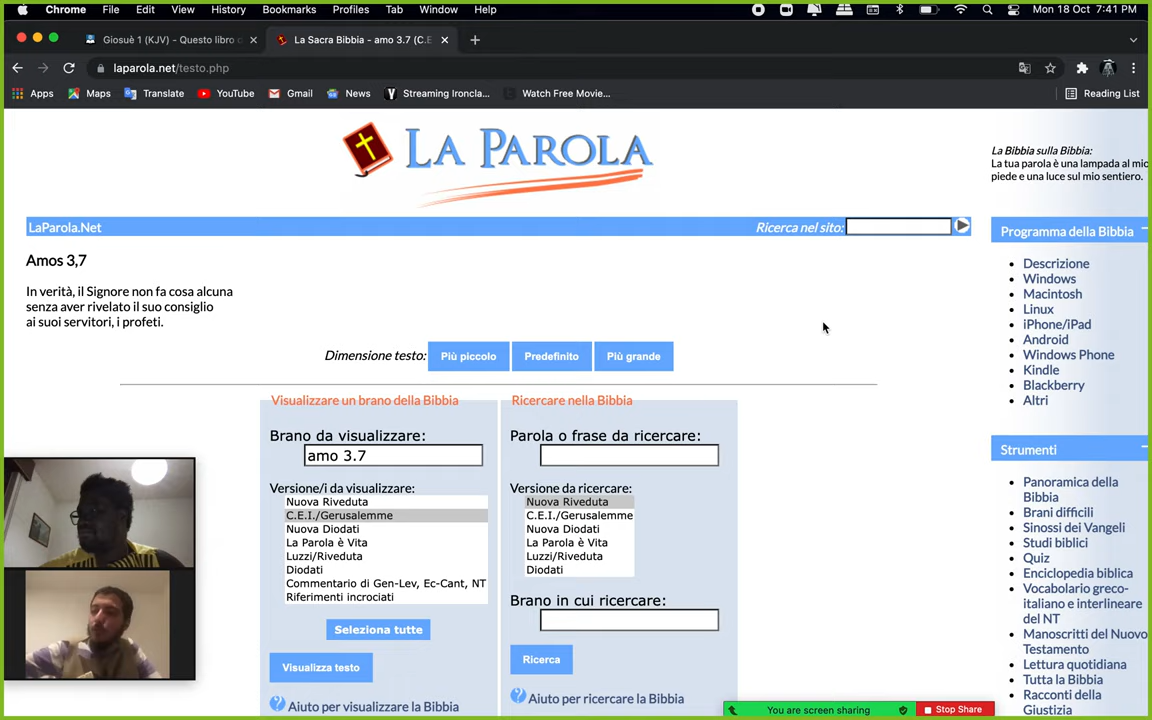 Chrome File Edit View History Bookmarks Profiles Tab Window Help Mon 18 Oct 7:41 PM
Giosuè 1 (KJV) - Questo libro d
La Sacra Bibbia - amo 3.7 (C.E
laparola.net/testo.php
Apps Maps Translate YouTube Gmail News Streaming Ironcla... Watch Free Movie... Reading List
LA PAROLA
La Bibbia sulla Bibbia:
La tua parola è una lampada al mio
piede e una luce sul mio sentiero.
LaParola.Net
Ricerca nel sito:
Amos 3,7
In verità, il Signore non fa cosa alcuna
senza aver rivelato il suo consiglio
ai suoi servitori, i profeti.
Dimensione testo: Più piccolo Predefinito Più grande
Visualizzare un brano della Bibbia
Brano da visualizzare:
amo 3.7
Versione/i da visualizzare:
Nuova Riveduta
C.E.I./Gerusalemme
Nuova Diodati
La Parola è Vita
Luzzi/Riveduta
Diodati
Commentario di Gen-Lev, Ec-Cant, NT
Riferimenti incrociati
Seleziona tutte
Visualizza testo
Aiuto per visualizzare la Bibbia
Ricercare nella Bibbia
Parola o frase da ricercare:
Versione da ricercare:
Nuova Riveduta
C.E.I./Gerusalemme
Nuova Diodati
La Parola è Vita
Luzzi/Riveduta
Diodati
Brano in cui ricercare:
Ricerca
Aiuto per ricercare la Bibbia
Programma della Bibbia
Descrizione
Windows
Macintosh
Linux
iPhone/iPad
Android
Windows Phone
Kindle
Blackberry
Altri
Strumenti
Panoramica della
Bibbia
Brani difficili
Sinossi dei Vangeli
Studi biblici
Quiz
Enciclopedia biblica
Vocabolario greco-
italiano e interlineare
del NT
Manoscritti del Nuovo
Testamento
Lettura quotidiana
Tutta la Bibbia
Racconti della
Giustizia
You are screen sharing
Stop Share